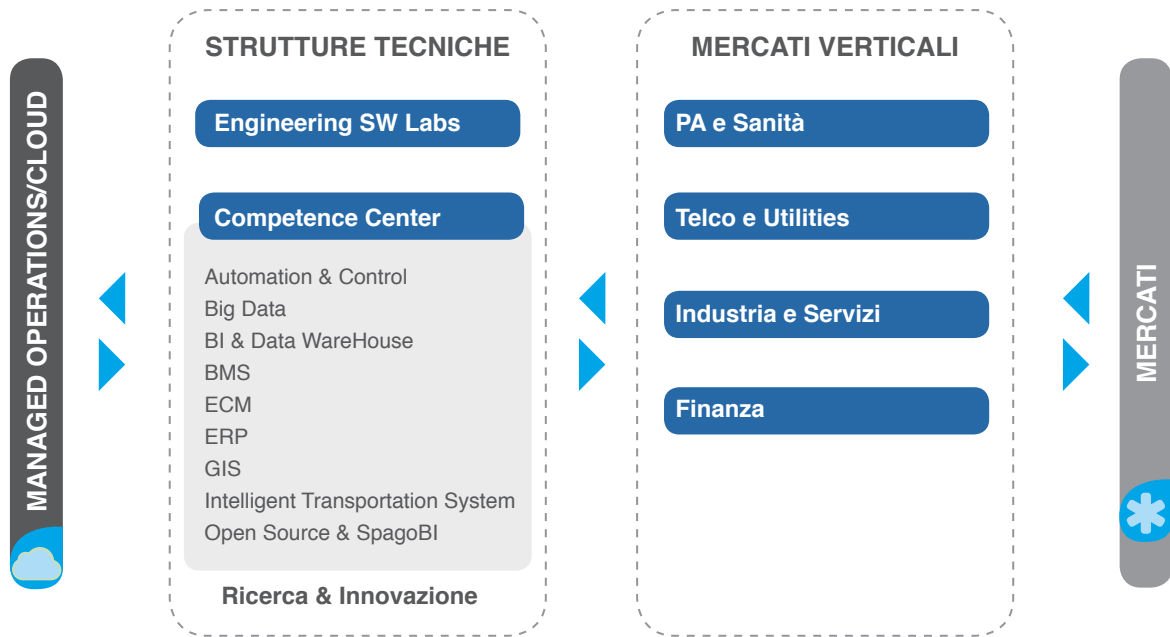 MANAGED OPERATIONS/CLOUD
STRUTTURE TECNICHE
Engineering SW Labs
Competence Center
Automation & Control
Big Data
BI & Data WareHouse
BMS
ECM
ERP
GIS
Intelligent Transportation System
Open Source & SpagoBI
Ricerca & Innovazione
MERCATI VERTICALI
PA e Sanità
Telco e Utilities
Industria e Servizi
Finanza
MERCATI